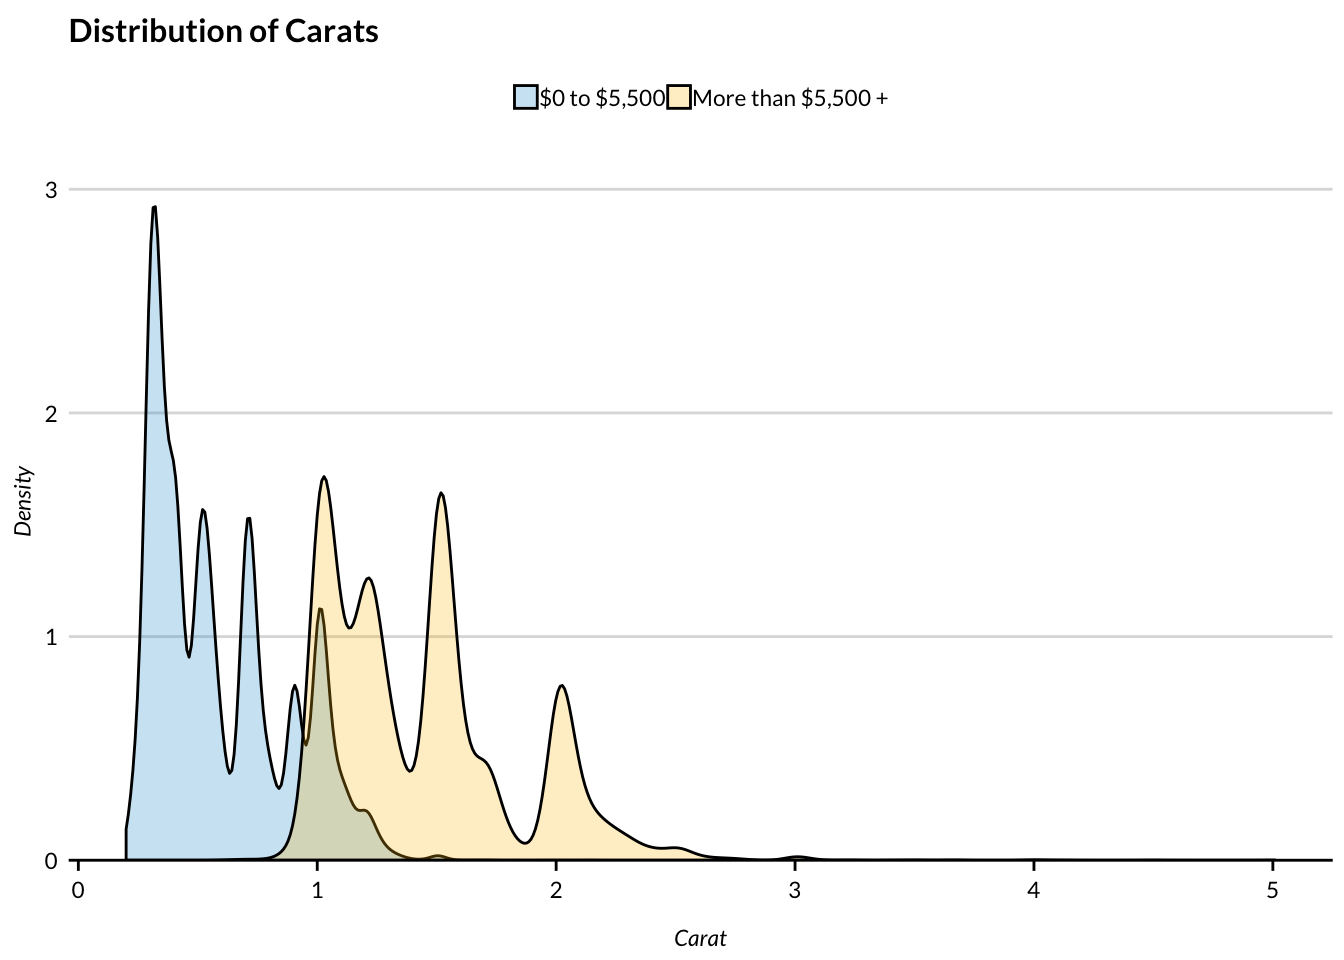 Distribution of Carats
$0 to $5,500 More than $5,500 +
3
2
1
0
Density
0 1 2 3 4 5
Carat